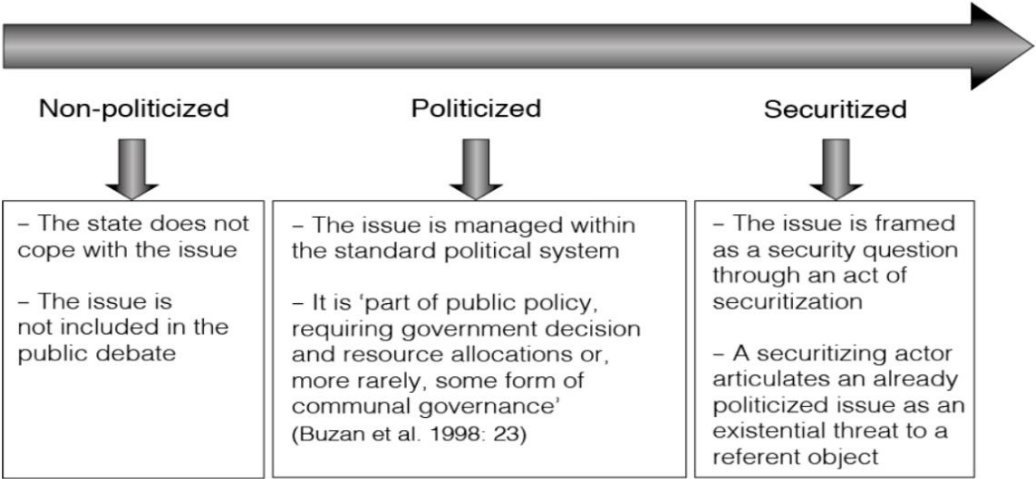 Non-politicized
Politicized
Securitized
– The state does not
cope with the issue
– The issue is
not included in the
public debate
– The issue is managed within
the standard political system
– It is ‘part of public policy,
requiring government decision
and resource allocations or,
more rarely, some form of
communal governance’
(Buzan et al. 1998: 23)
– The issue is framed
as a security question
through an act of
securitization
– A securitizing actor
articulates an already
politicized issue as an
existential threat to a
referent object